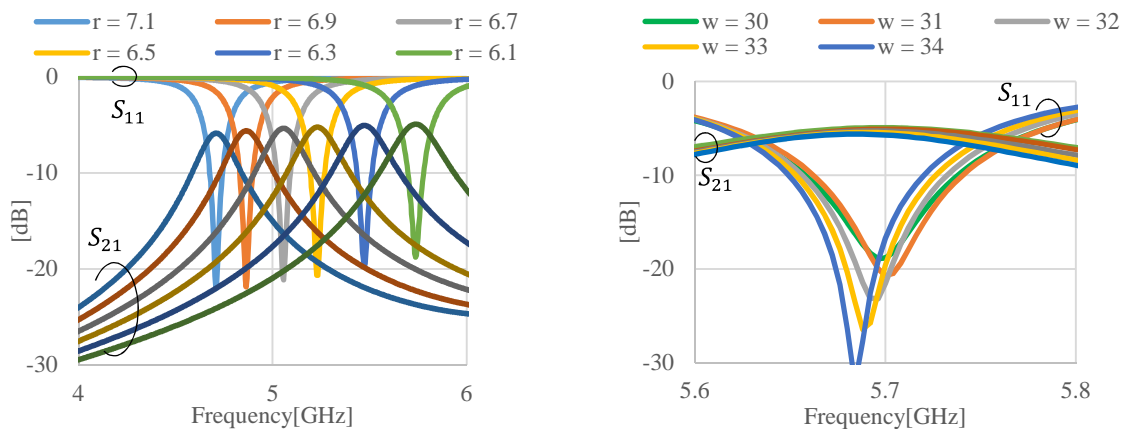 r = 7.1 r = 6.9 r = 6.7
r = 6.5 r = 6.3 r = 6.1
0
-10
-20
-30
[dB]
S11
S21
4 5 6
Frequency[GHz]
w = 30 w = 31 w = 32
w = 33 w = 34
0
-10
-20
-30
[dB]
S11
S21
5.6 5.7 5.8
Frequency[GHz]